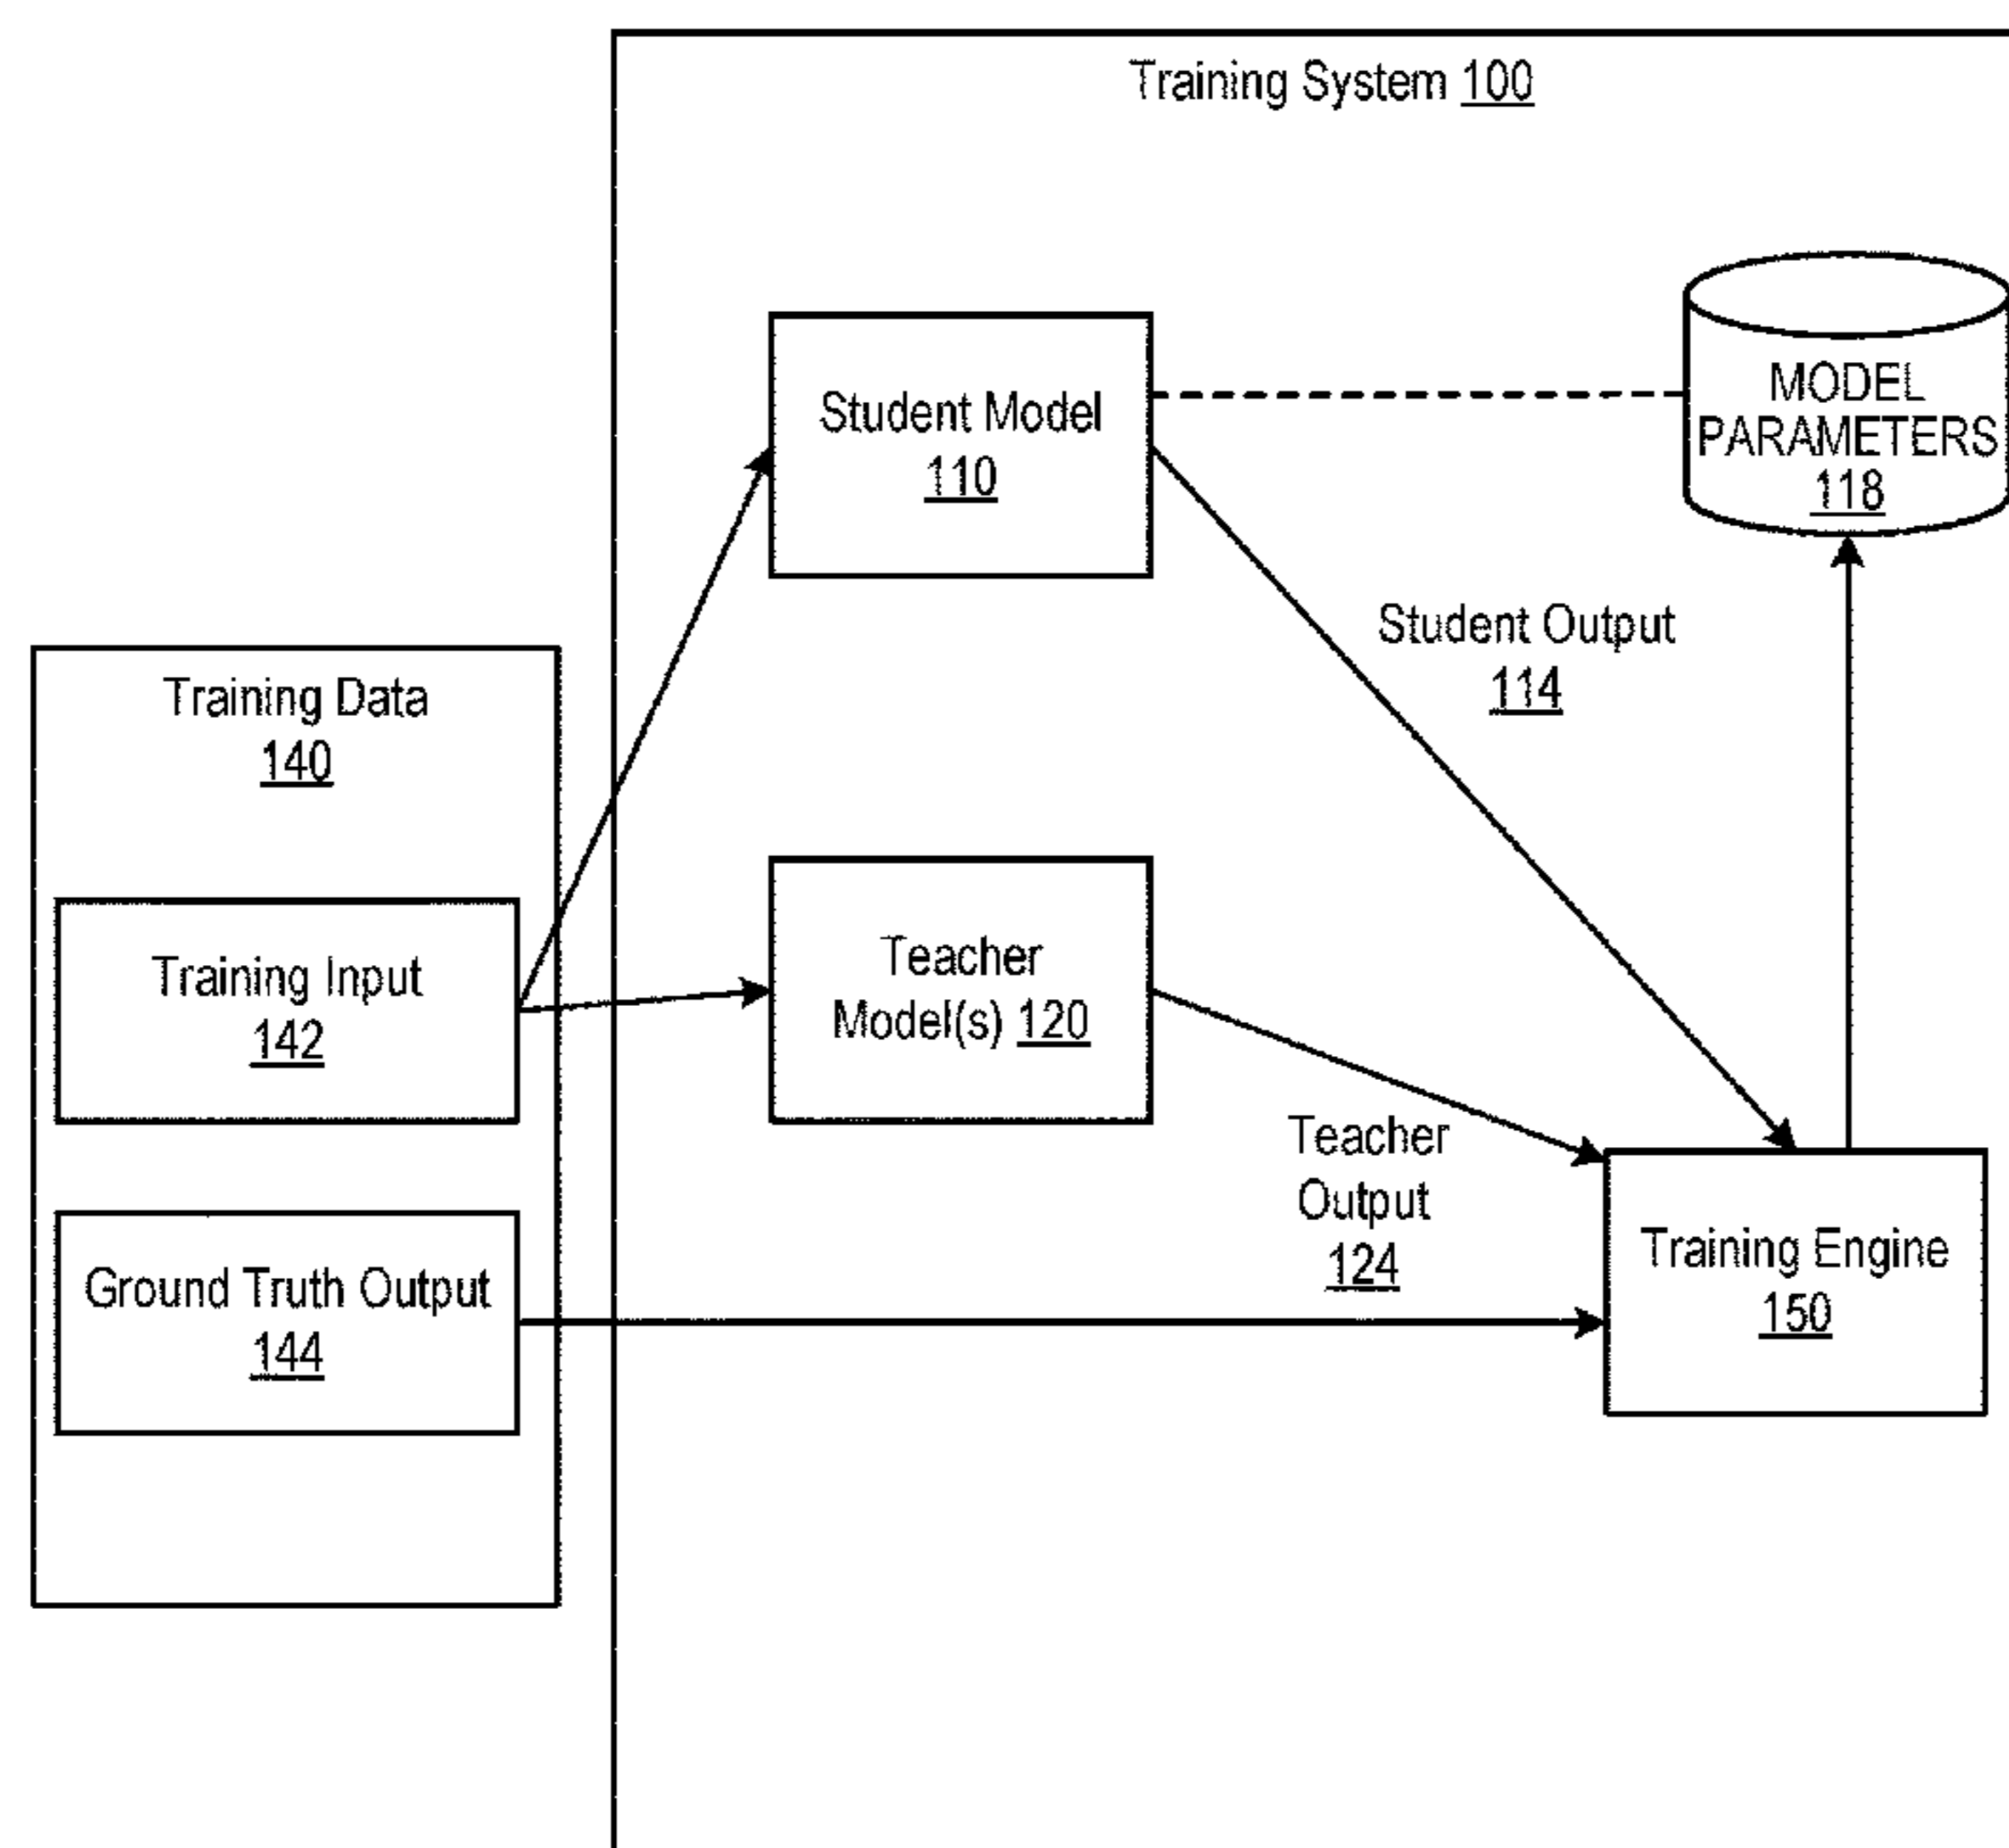 Training System 100
Student Model
110
MODEL
PARAMETERS
118
Student Output
114
Training Data
140
Training Input
142
Teacher
Model(s) 120
Teacher
Output
124
Ground Truth Output
144
Training Engine
150